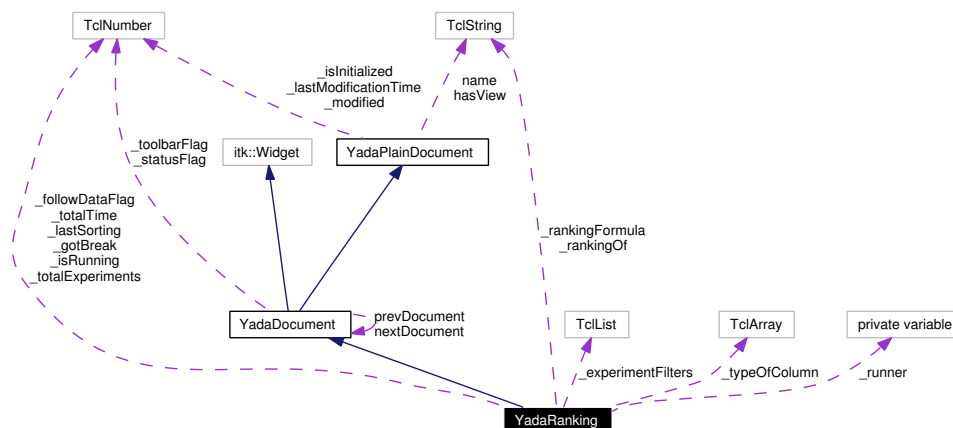 TclNumber
TclString
_isInitialized
_lastModificationTime
_modified
name
hasView
_toolbarFlag
_statusFlag
itk::Widget
YadaPlainDocument
_followDataFlag
_totalTime
_lastSorting
_gotBreak
_isRunning
_totalExperiments
_rankingFormula
_rankingOf
YadaDocument
prevDocument
nextDocument
TclList
TclArray
private variable
_experimentFilters
_typeOfColumn
_runner
YadaRanking